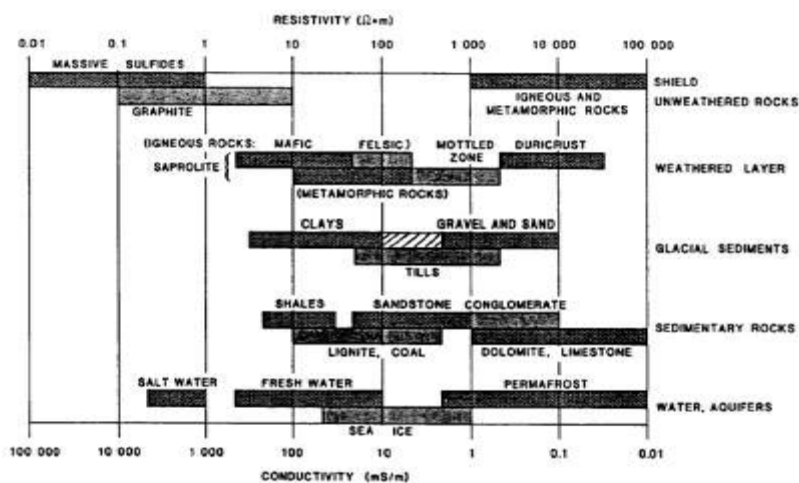 RESISTIVITY (Ω•m)
0.01 0.1 1 10 100 1 000 10 000 100 000
MASSIVE SULFIDES
SHIELD
IGNEOUS AND
METAMORPHIC ROCKS
UNWEATHERED ROCKS
GRAPHITE
(IGNEOUS ROCKS: MAFIC FELSIC) MOTTLED ZONE DURICRUST
SAPROLITE
WEATHERED LAYER
(METAMORPHIC ROCKS)
CLAYS GRAVEL AND SAND
GLACIAL SEDIMENTS
TILLS
SHALES SANDSTONE CONGLOMERATE
SEDIMENTARY ROCKS
LIGNITE, COAL DOLOMITE, LIMESTONE
SALT WATER FRESH WATER PERMAFROST
WATER, AQUIFERS
SEA ICE
100 000 10 000 1 000 100 10 1 0.1 0.01
CONDUCTIVITY (mS/m)